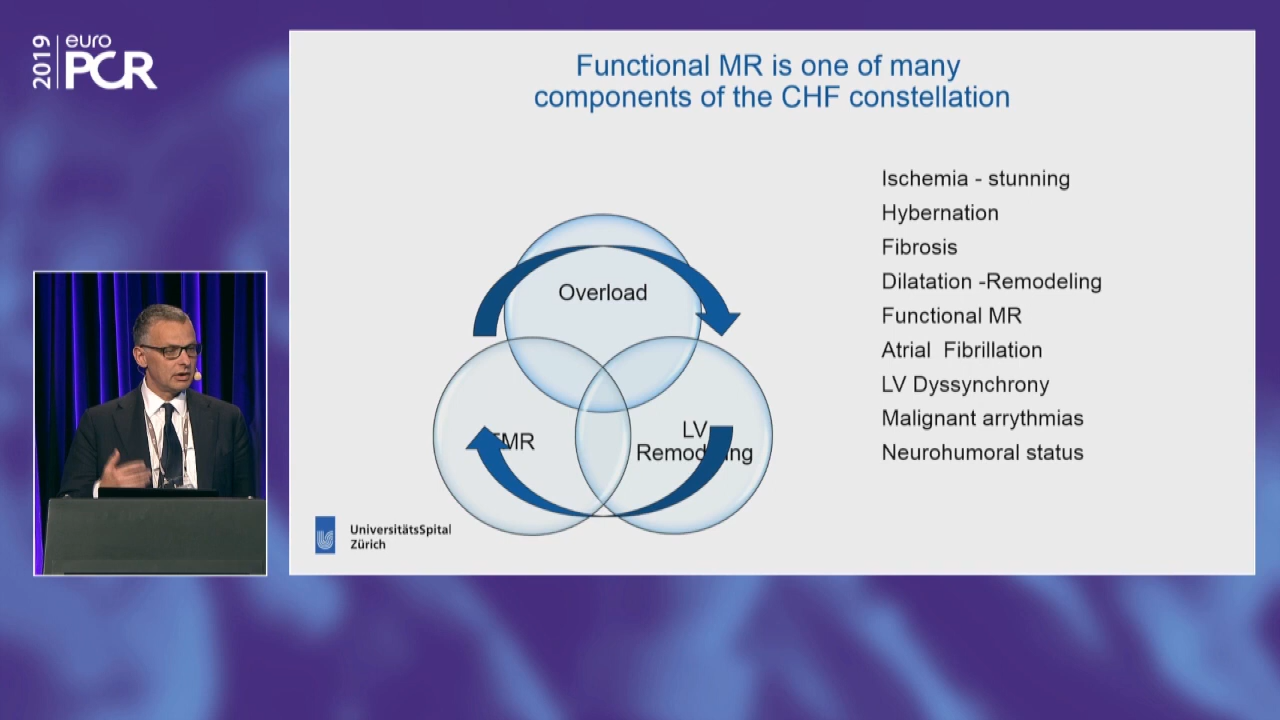 2019
euro
PCR
Functional MR is one of many
components of the CHF constellation
Overload
LV
Ischemia - stunning
Hybernation
Fibrosis
Dilatation -Remodeling
Functional MR
Atrial Fibrillation
LV Dyssynchrony
Malignant arrythmias
Neurohumoral status
UniversitätsSpital
Zürich